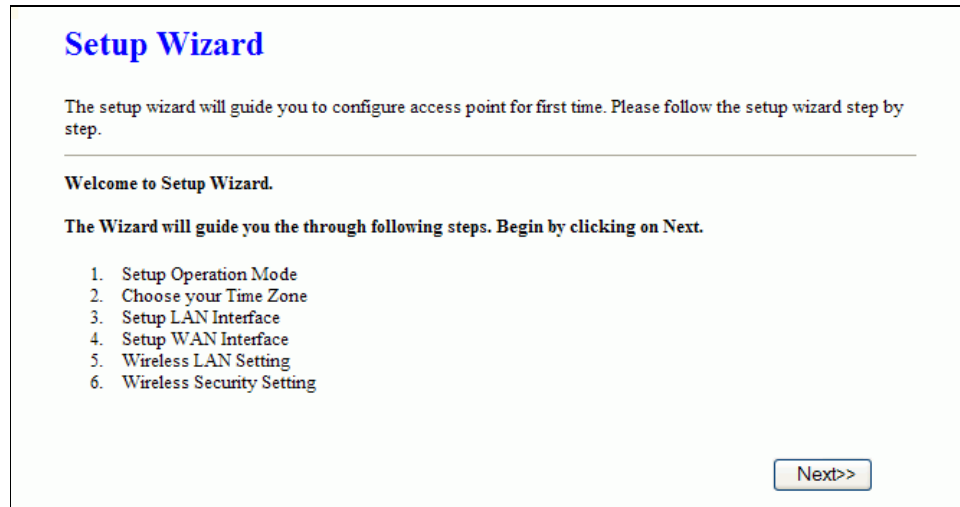 Setup Wizard
The setup wizard will guide you to configure access point for first time. Please follow the setup wizard step by
step.
Welcome to Setup Wizard.
The Wizard will guide you the through following steps. Begin by clicking on Next.
1. Setup Operation Mode
2. Choose your Time Zone
3. Setup LAN Interface
4. Setup WAN Interface
5. Wireless LAN Setting
6. Wireless Security Setting
Next>>